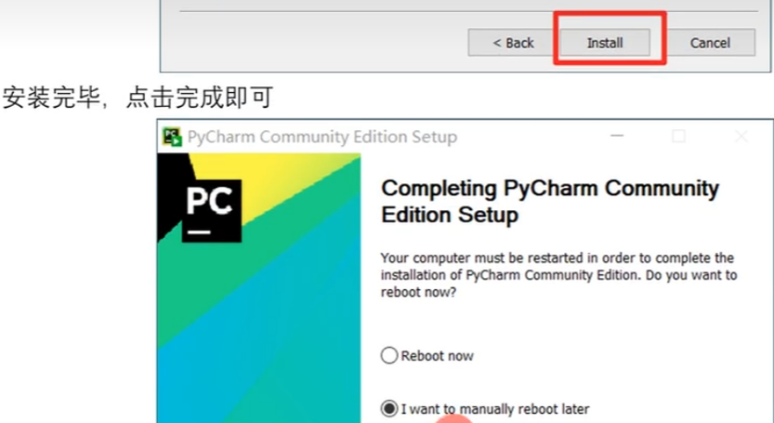 < Back Install Cancel
安装完毕，点击完成即可
PC PyCharm Community Edition Setup
PC
Completing PyCharm Community
Edition Setup
Your computer must be restarted in order to complete the
installation of PyCharm Community Edition. Do you want to
reboot now?
Reboot now
I want to manually reboot later